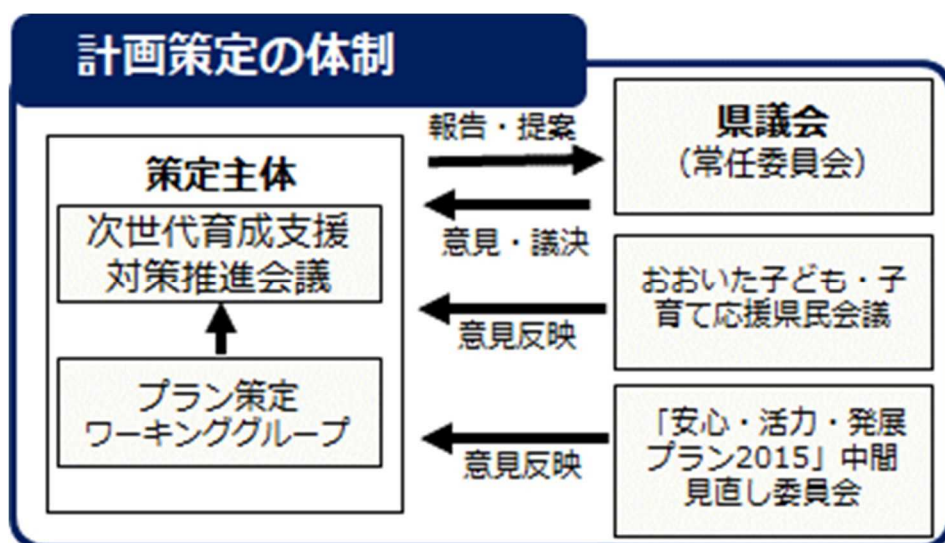 計画策定の体制
策定主体
次世代育成支援
対策推進会議
プラン策定
ワーキンググループ
報告・提案
意見・議決
意見反映
意見反映
県議会
（常任委員会）
おおいた子ども・子
育て応援県民会議
「安心・活力・発展
プラン2015」中間
見直し委員会